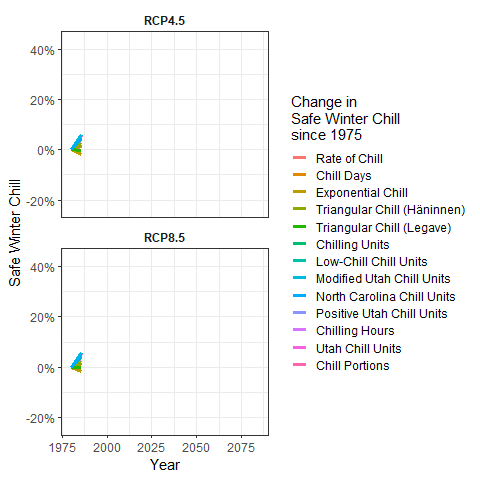 RCP4.5
40%
20%
0%
-20%
RCP8.5
40%
20%
0%
-20%
1975 2000 2025 2050 2075
Year
Safe Winter Chill
Change in
Safe Winter Chill
since 1975
Rate of Chill
Chill Days
Exponential Chill
Triangular Chill (Häninnen)
Triangular Chill (Legave)
Chilling Units
Low-Chill Chill Units
Modified Utah Chill Units
North Carolina Chill Units
Positive Utah Chill Units
Chilling Hours
Utah Chill Units
Chill Portions